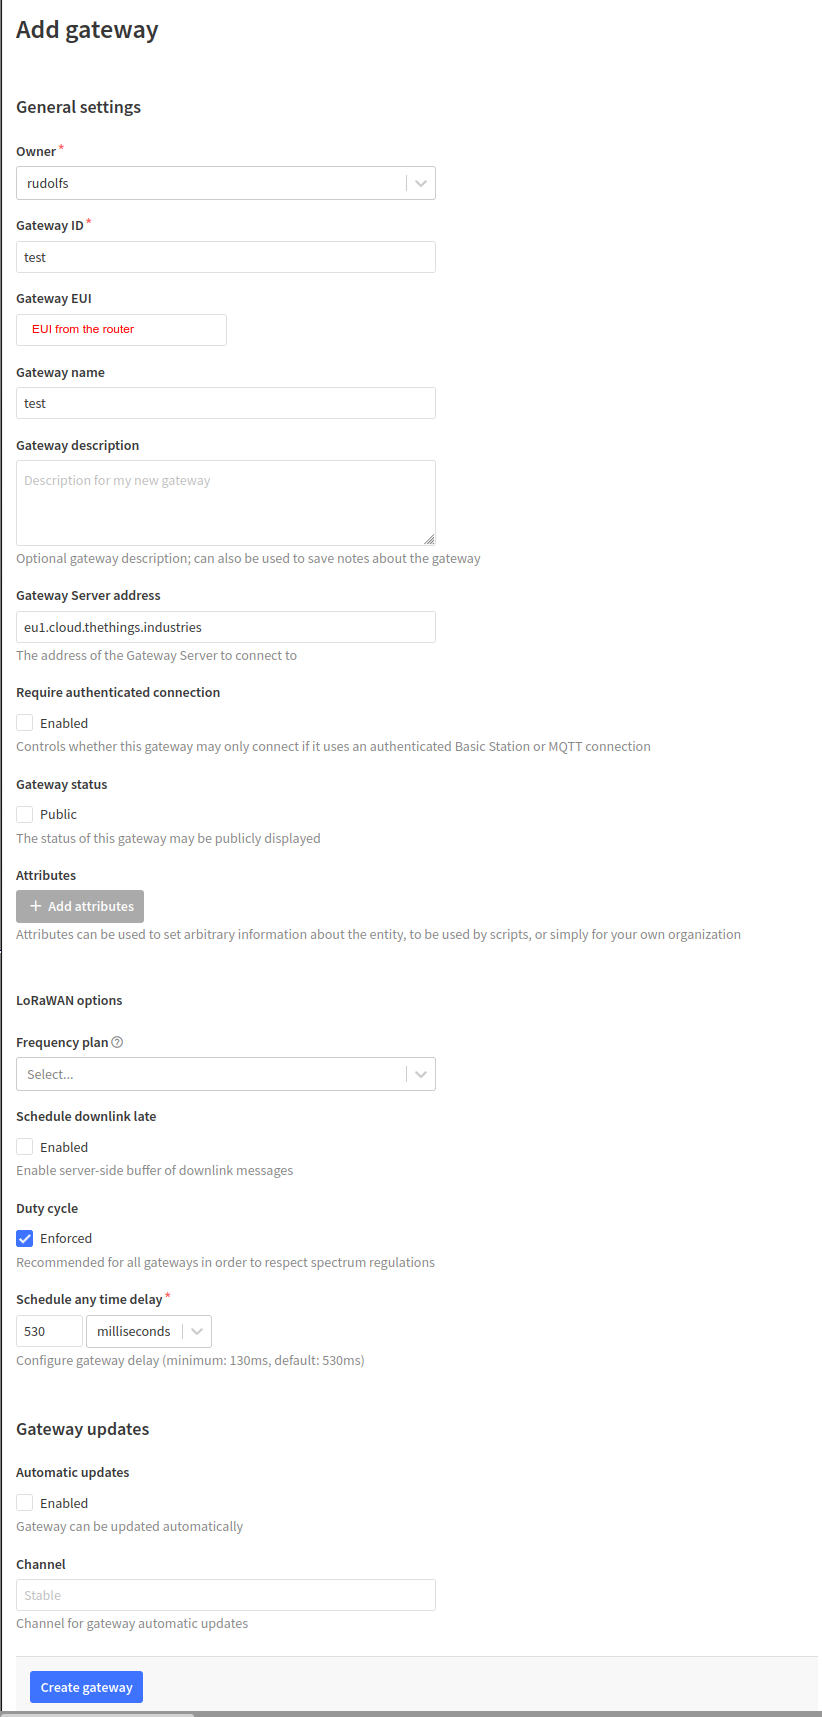 Add gateway
General settings
Owner *
rudolfs
Gateway ID *
test
Gateway EUI
EUI from the router
Gateway name
test
Gateway description
Description for my new gateway
Optional gateway description; can also be used to save notes about the gateway
Gateway Server address
eu1.cloud.thethings.industries
The address of the Gateway Server to connect to
Require authenticated connection
Enabled
Controls whether this gateway may only connect if it uses an authenticated Basic Station or MQTT connection
Gateway status
Public
The status of this gateway may be publicly displayed
Attributes
+ Add attributes
Attributes can be used to set arbitrary information about the entity, to be used by scripts, or simply for your own organization
LoRaWAN options
Frequency plan ?
Select...
Schedule downlink late
Enabled
Enable server-side buffer of downlink messages
Duty cycle
Enforced
Recommended for all gateways in order to respect spectrum regulations
Schedule any time delay *
530 milliseconds
Configure gateway delay (minimum: 130ms, default: 530ms)
Gateway updates
Automatic updates
Enabled
Gateway can be updated automatically
Channel
Stable
Channel for gateway automatic updates
Create gateway